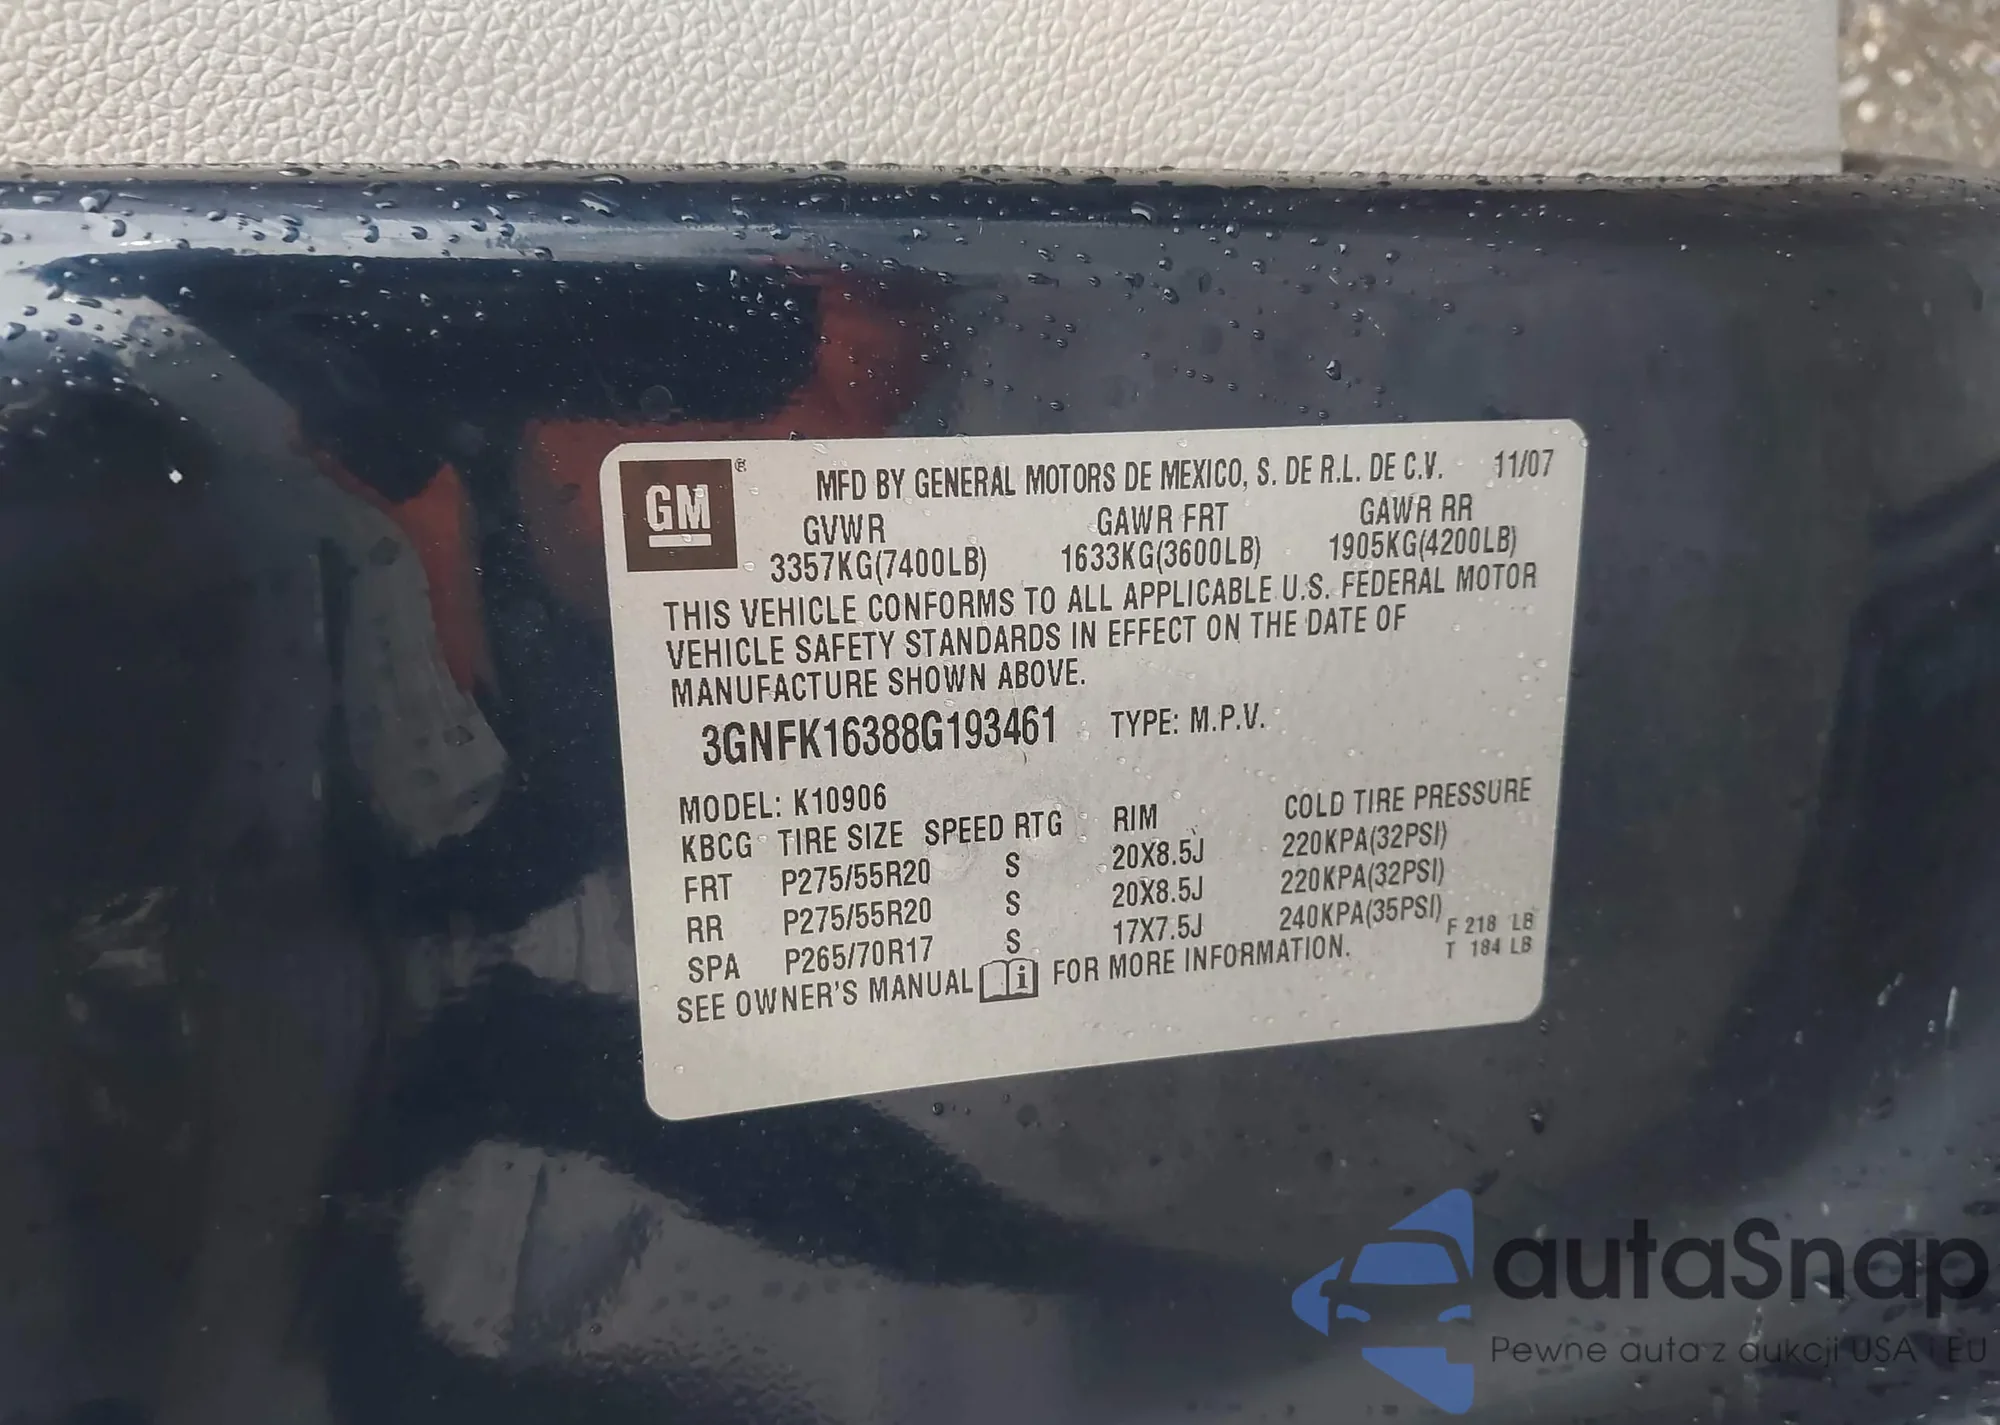 GM ®
MFD BY GENERAL MOTORS DE MEXICO, S. DE R.L. DE C.V. 11/07
GVWR GAWR FRT GAWR RR
3357KG(7400LB) 1633KG(3600LB) 1905KG(4200LB)
THIS VEHICLE CONFORMS TO ALL APPLICABLE U.S. FEDERAL MOTOR
VEHICLE SAFETY STANDARDS IN EFFECT ON THE DATE OF
MANUFACTURE SHOWN ABOVE.
3GNFK16388G193461 TYPE: M.P.V.
MODEL: K10906
KBCG TIRE SIZE SPEED RTG RIM COLD TIRE PRESSURE
FRT P275/55R20 S 20X8.5J 220KPA(32PSI)
RR P275/55R20 S 20X8.5J 220KPA(32PSI)
SPA P265/70R17 S 17X7.5J 240KPA(35PSI)
F 218 LB
T 184 LB
SEE OWNER'S MANUAL i FOR MORE INFORMATION.
autaSnap
Pewne auta z aukcji USA i EU